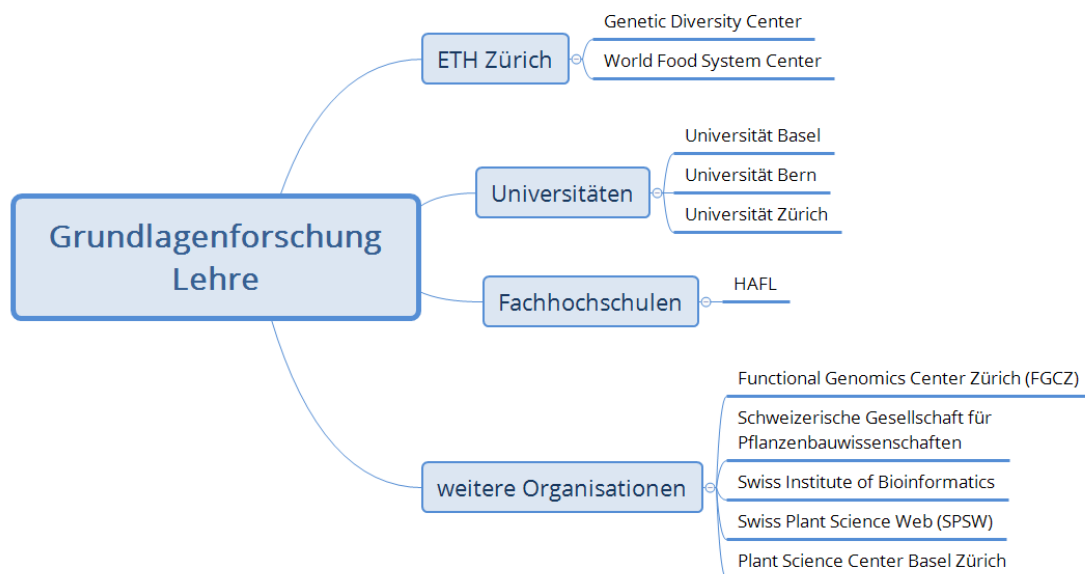 Grundlagenforschung
Lehre
ETH Zürich
Genetic Diversity Center
World Food System Center
Universitäten
Universität Basel
Universität Bern
Universität Zürich
Fachhochschulen
HAFL
weitere Organisationen
Functional Genomics Center Zürich (FGCZ)
Schweizerische Gesellschaft für
Pflanzenbauwissenschaften
Swiss Institute of Bioinformatics
Swiss Plant Science Web (SPSW)
Plant Science Center Basel Zürich